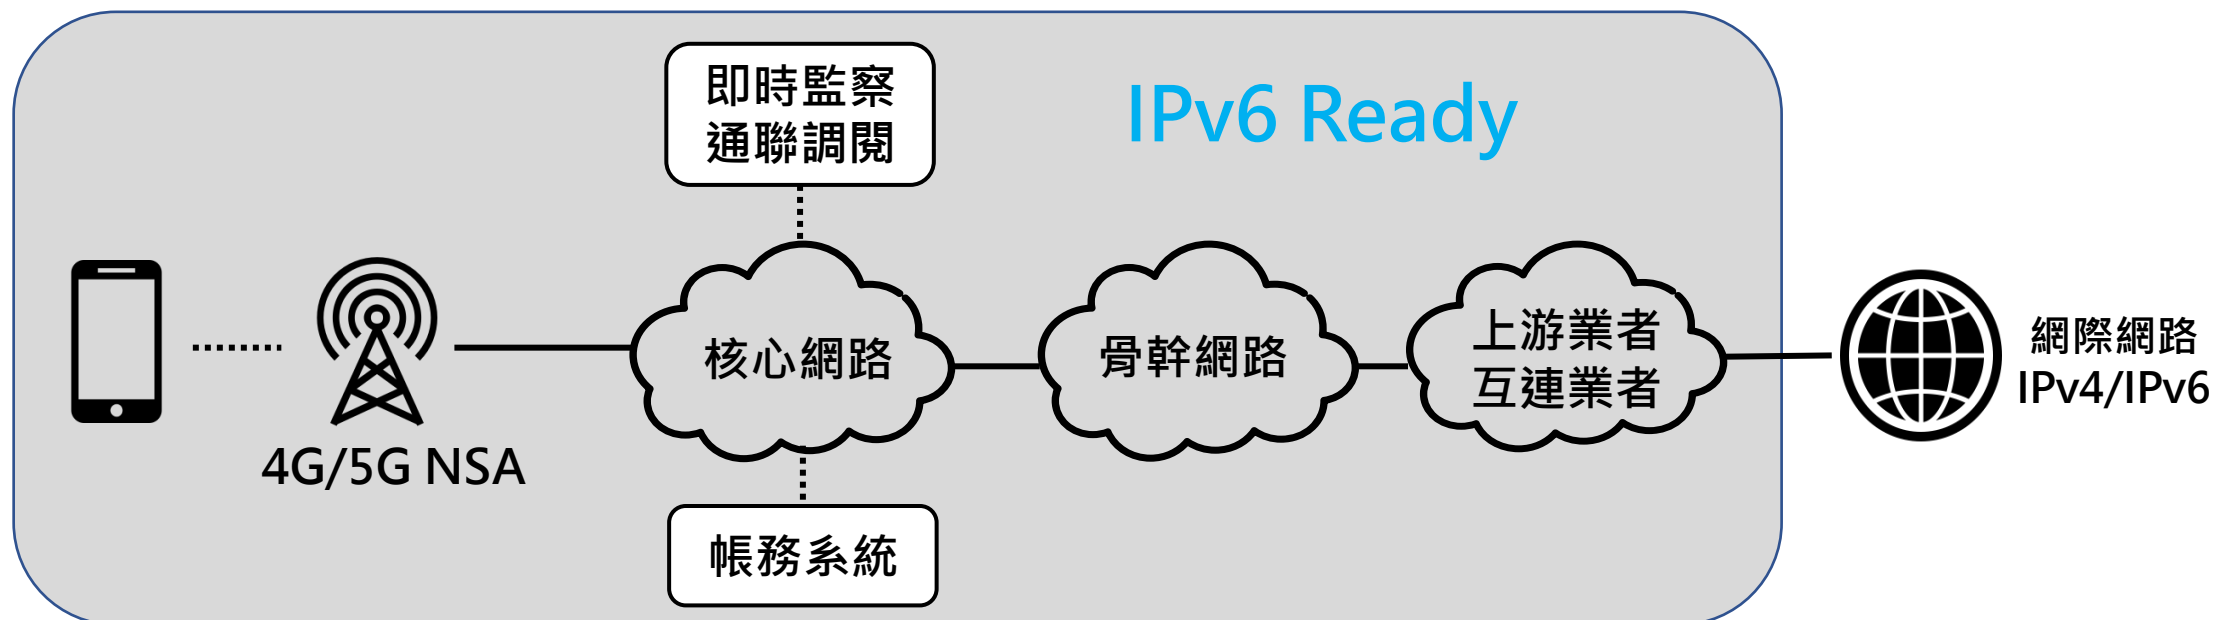 即時監察
通聯調閱
IPv6 Ready
4G/5G NSA
核心網路
骨幹網路
上游業者
互連業者
網際網路
IPv4/IPv6
帳務系統